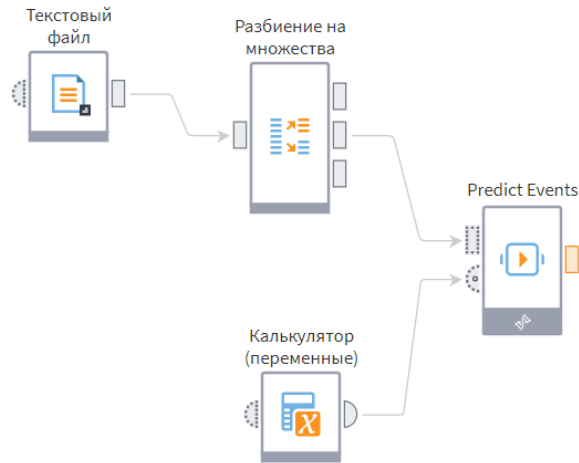 Текстовый
файл
Разбиение на
множества
Predict Events
Калькулятор
(переменные)